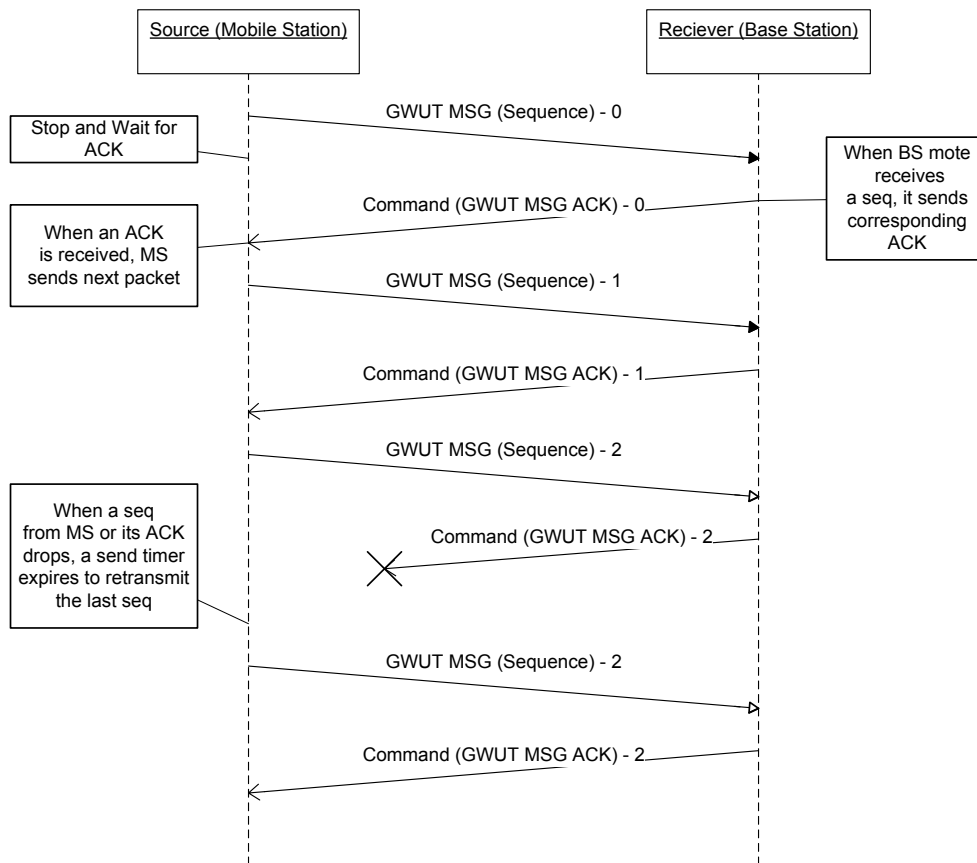 Source (Mobile Station)
Reciever (Base Station)
GWUT MSG (Sequence) - 0
Stop and Wait for
ACK
When BS mote
receives
a seq, it sends
corresponding
ACK
Command (GWUT MSG ACK) - 0
When an ACK
is received, MS
sends next packet
GWUT MSG (Sequence) - 1
Command (GWUT MSG ACK) - 1
GWUT MSG (Sequence) - 2
When a seq
from MS or its ACK
drops, a send timer
expires to retransmit
the last seq
Command (GWUT MSG ACK) - 2
GWUT MSG (Sequence) - 2
Command (GWUT MSG ACK) - 2